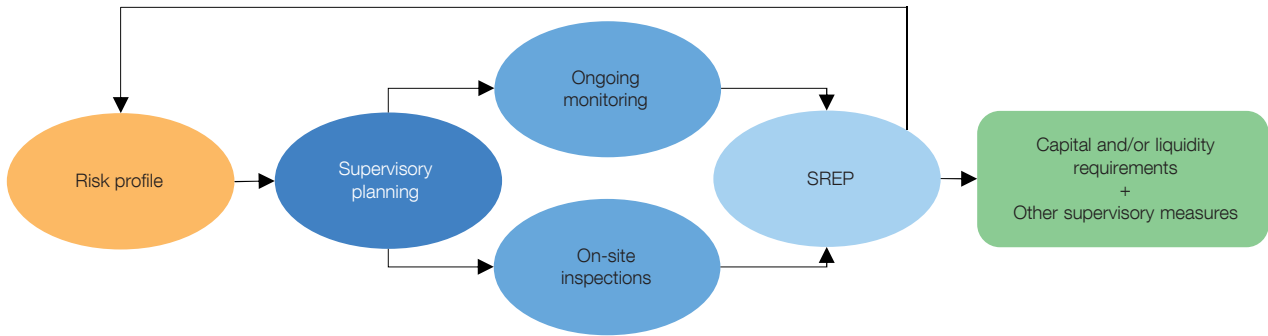 Risk profile
Supervisory
planning
Ongoing
monitoring
On-site
inspections
SREP
Capital and/or liquidity
requirements
+
Other supervisory measures